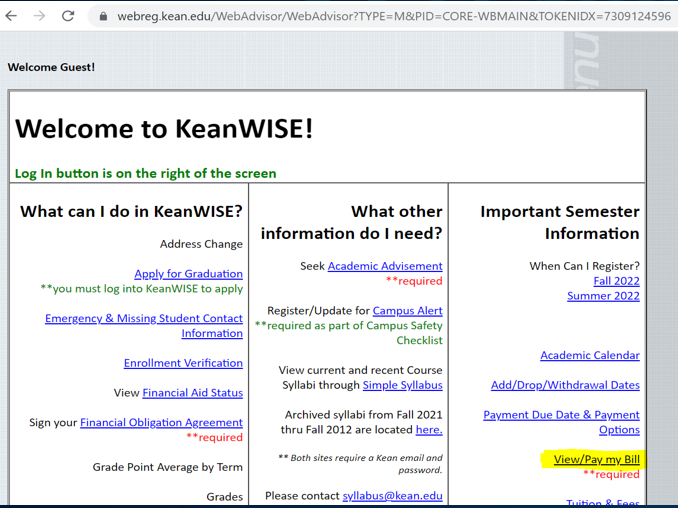 webreg.kean.edu/WebAdvisor/WebAdvisor?TYPE=M&PID=CORE-WBMAIN&TOKENIDX=7309124596
Welcome Guest!
Welcome to KeanWISE!
Log In button is on the right of the screen
What can I do in KeanWISE?
Address Change
Apply for Graduation
**you must log into KeanWISE to apply
Emergency & Missing Student Contact
Information
Enrollment Verification
View Financial Aid Status
Sign your Financial Obligation Agreement
**required
Grade Point Average by Term
Grades
What other
information do I need?
Seek Academic Advisement
**required
Register/Update for Campus Alert
**required as part of Campus Safety
Checklist
View current and recent Course
Syllabi through Simple Syllabus
Archived syllabi from Fall 2021
thru Fall 2012 are located here.
** Both sites require a Kean email and
password.
Please contact syllabus@kean.edu
Important Semester
Information
When Can I Register?
Fall 2022
Summer 2022
Academic Calendar
Add/Drop/Withdrawal Dates
Payment Due Date & Payment
Options
View/Pay my Bill
**required
Tuition & Fees